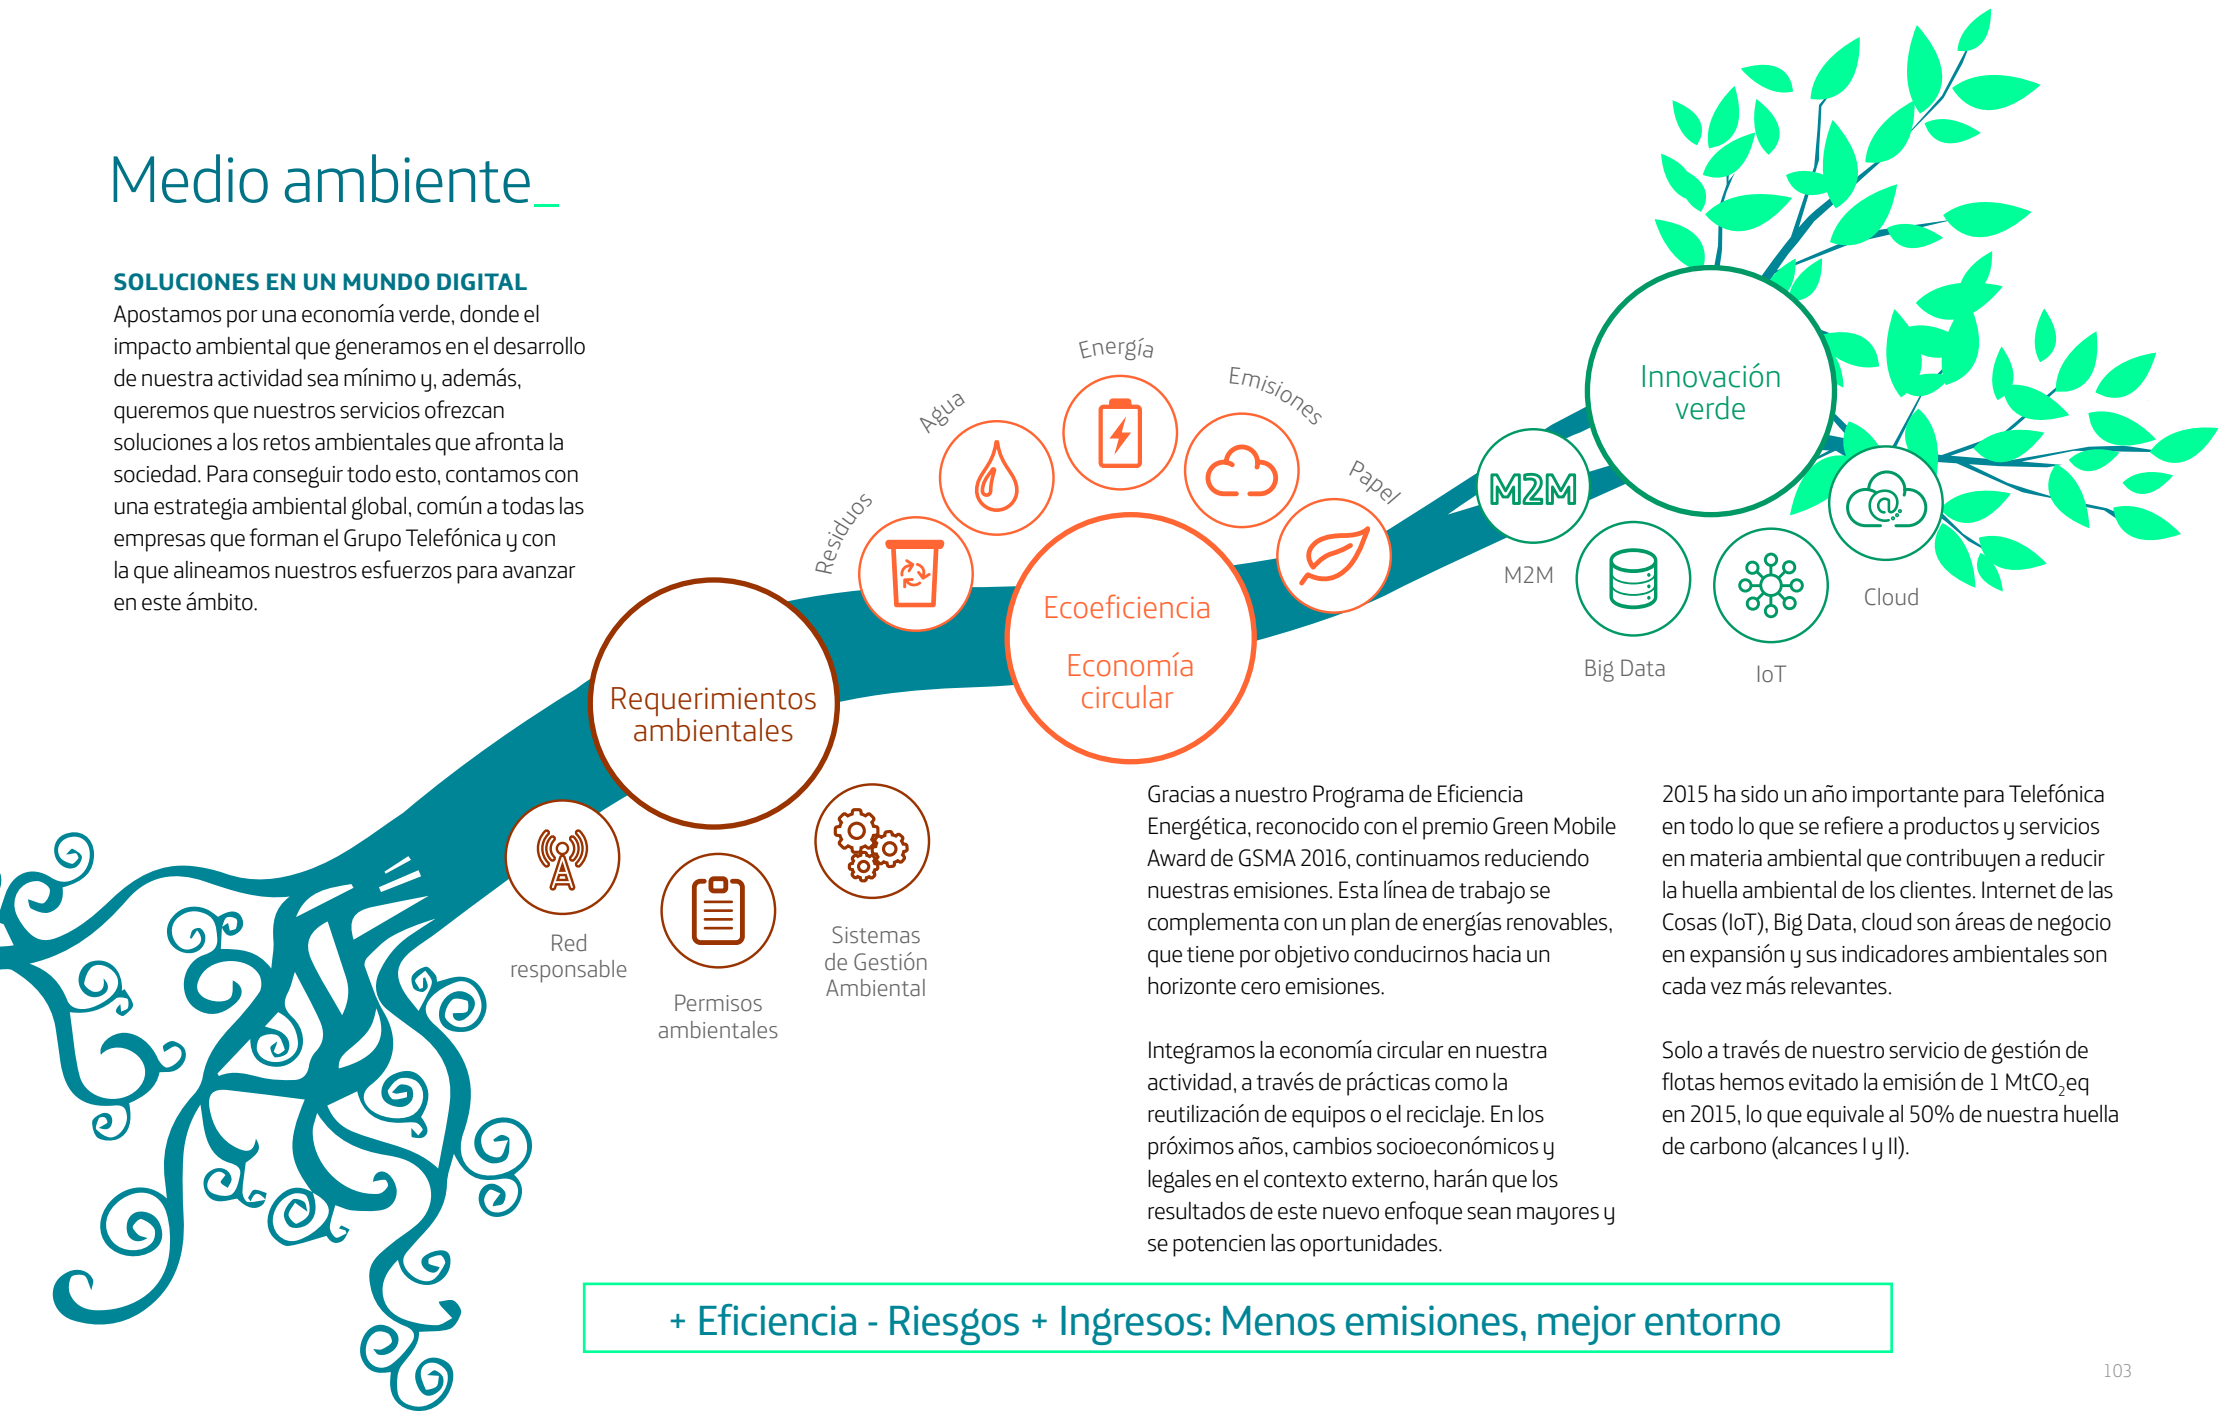 Medio ambiente_
SOLUCIONES EN UN MUNDO DIGITAL
Apostamos por una economía verde, donde el
impacto ambiental que generamos en el desarrollo
de nuestra actividad sea mínimo y, además,
queremos que nuestros servicios ofrezcan
soluciones a los retos ambientales que afronta la
sociedad. Para conseguir todo esto, contamos con
una estrategia ambiental global, común a todas las
empresas que forman el Grupo Telefónica y con
la que alineamos nuestros esfuerzos para avanzar
en este ámbito.
Requerimientos
ambientales
Red
responsable
Permisos
ambientales
Sistemas
de Gestión
Ambiental
Residuos
Agua
Energía
Emisiones
Papel
Ecoeficiencia
Economía
circular
Innovación
verde
M2M
M2M
Big Data
IoT
@
Cloud
Gracias a nuestro Programa de Eficiencia
Energética, reconocido con el premio Green Mobile
Award de GSMA 2016, continuamos reduciendo
nuestras emisiones. Esta línea de trabajo se
complementa con un plan de energías renovables,
que tiene por objetivo conducirnos hacia un
horizonte cero emisiones.
Integramos la economía circular en nuestra
actividad, a través de prácticas como la
reutilización de equipos o el reciclaje. En los
próximos años, cambios socioeconómicos y
legales en el contexto externo, harán que los
resultados de este nuevo enfoque sean mayores y
se potencien las oportunidades.
2015 ha sido un año importante para Telefónica
en todo lo que se refiere a productos y servicios
en materia ambiental que contribuyen a reducir
la huella ambiental de los clientes. Internet de las
Cosas (IoT), Big Data, cloud son áreas de negocio
en expansión y sus indicadores ambientales son
cada vez más relevantes.
Solo a través de nuestro servicio de gestión de
flotas hemos evitado la emisión de 1 MtCO₂eq
en 2015, lo que equivale al 50% de nuestra huella
de carbono (alcances I y II).
+ Eficiencia - Riesgos + Ingresos: Menos emisiones, mejor entorno
103